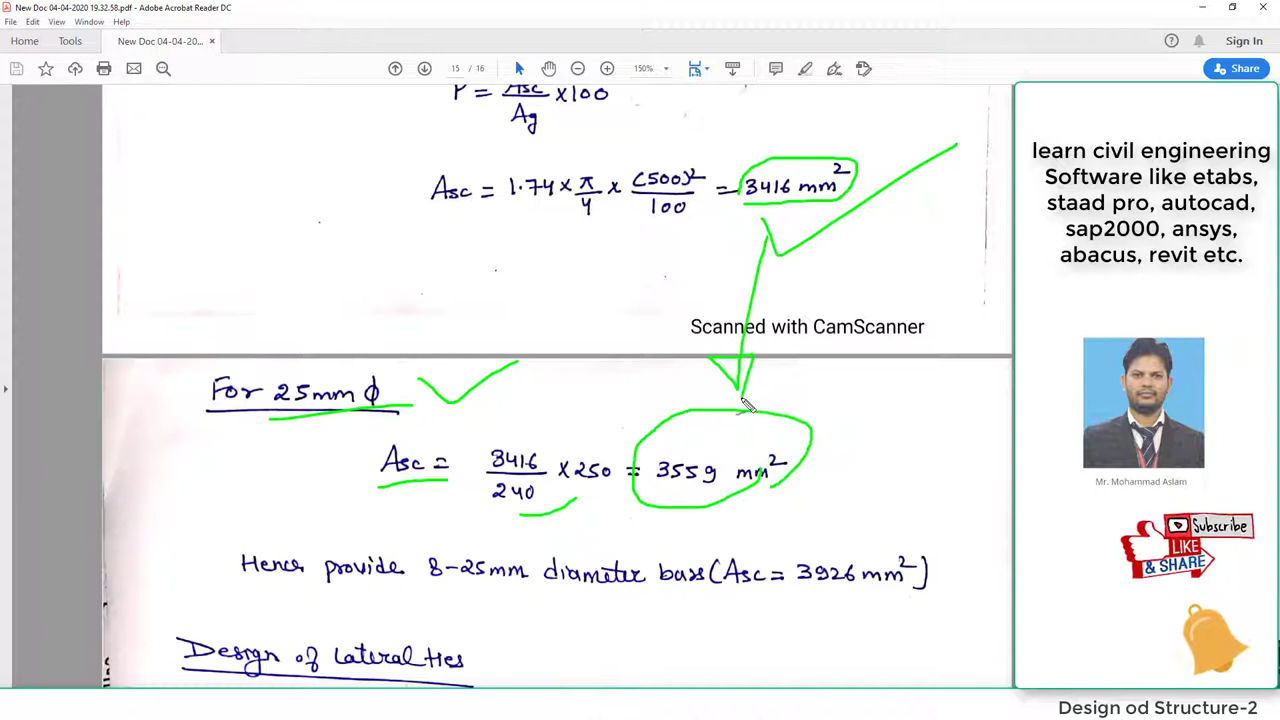 New Doc 04-04-2020 19.32.58.pdf - Adobe Acrobat Reader DC
File Edit View Window Help
Home Tools New Doc 04-04-20... × Sign In
15 / 16 150% Share
P = Asc/Ag ×100
Asc = 1.74 × π/4 × (500)²/100 = 3416 mm²
Scanned with CamScanner
For 25mm ϕ
Asc = 3416/240 × 250 = 3559 mm²
Hence provide 8-25mm diameter bars (Asc = 3926 mm²)
Design of Lateral ties
learn civil engineering
Software like etabs,
staad pro, autocad,
sap2000, ansys,
abacus, revit etc.
Mr. Mohammad Aslam
Subscribe
LIKE
& SHARE
Design od Structure-2